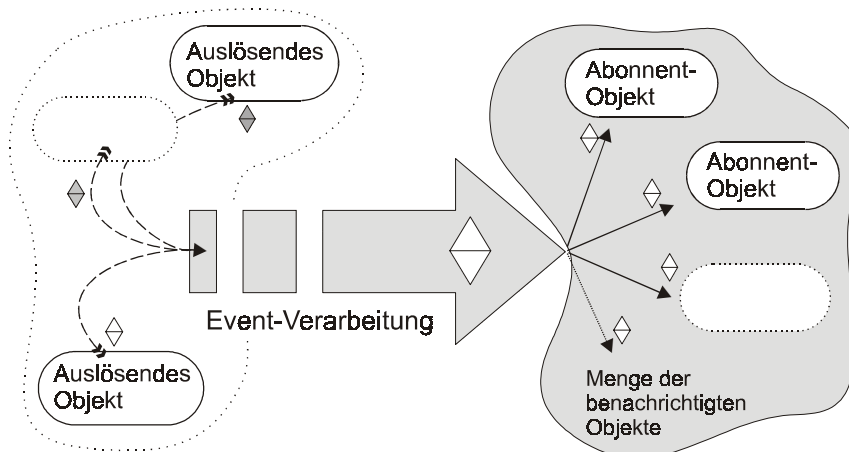 Auslösendes
Objekt
Abonnent-
Objekt
Abonnent-
Objekt
Event-Verarbeitung
Auslösendes
Objekt
Menge der
benachrichtigten
Objekte